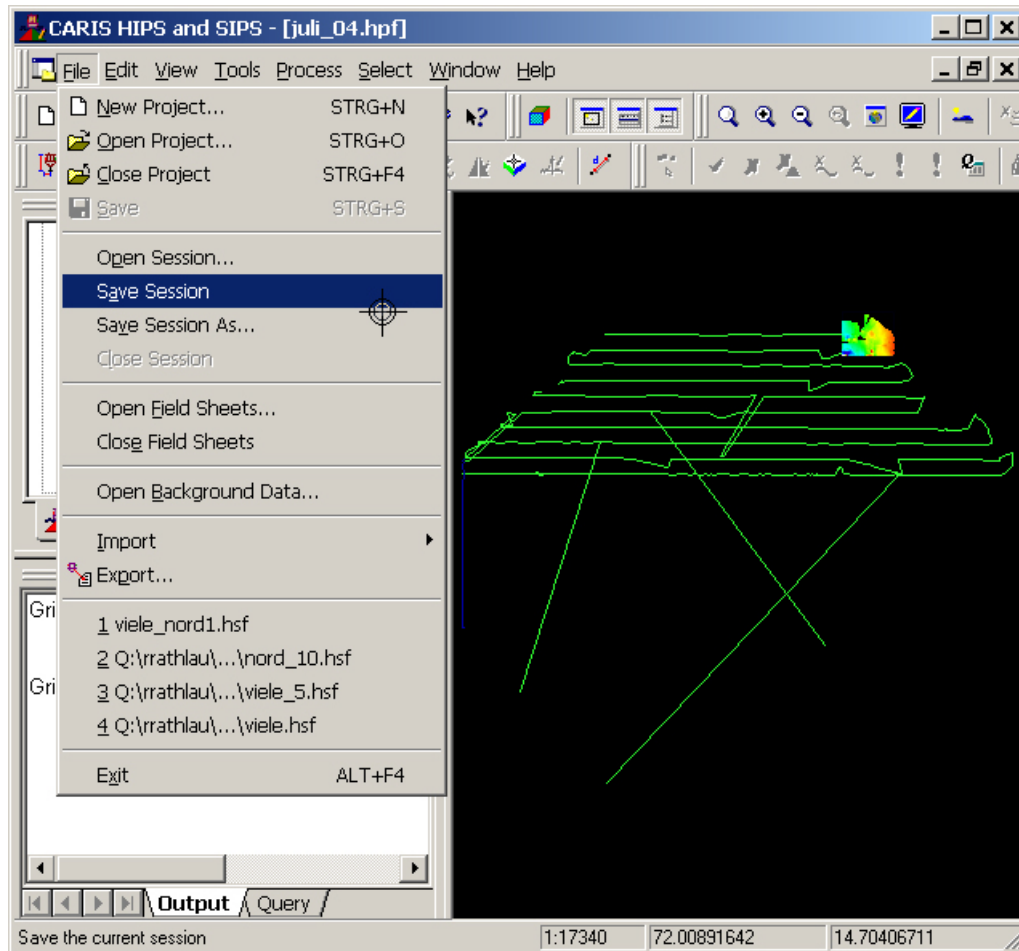 CARIS HIPS and SIPS - [juli_04.hpf]
File Edit View Tools Process Select Window Help
New Project... STRG+N
Open Project... STRG+O
Close Project STRG+F4
Save STRG+S
Open Session...
Save Session
Save Session As...
Close Session
Open Field Sheets...
Close Field Sheets
Open Background Data...
Import
Export...
1 viele_nord1.hsf
2 Q:\rrathlau\...\nord_10.hsf
3 Q:\rrathlau\...\viele_5.hsf
4 Q:\rrathlau\...\viele.hsf
Exit ALT+F4
Gri
Gri
Output Query
Save the current session 1:17340 72.00891642 14.70406711